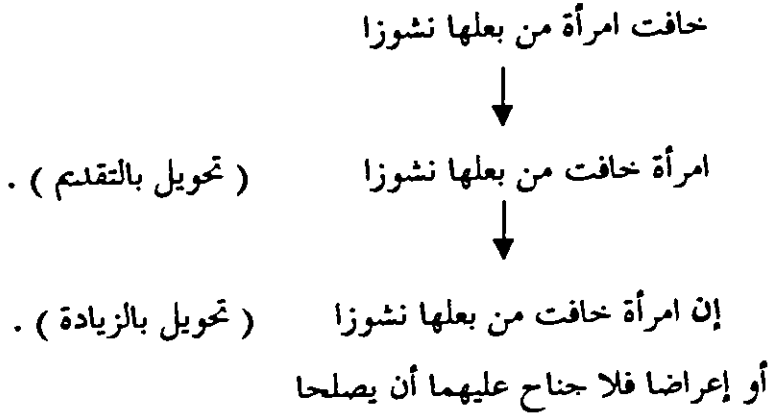 خافت امرأة من بعلها نشوزا
امرأة خافت من بعلها نشوزا ( تحويل بالتقديم ) .
إن امرأة خافت من بعلها نشوزا ( تحويل بالزيادة ) .
أو إعراضا فلا جناح عليهما أن يصلحا